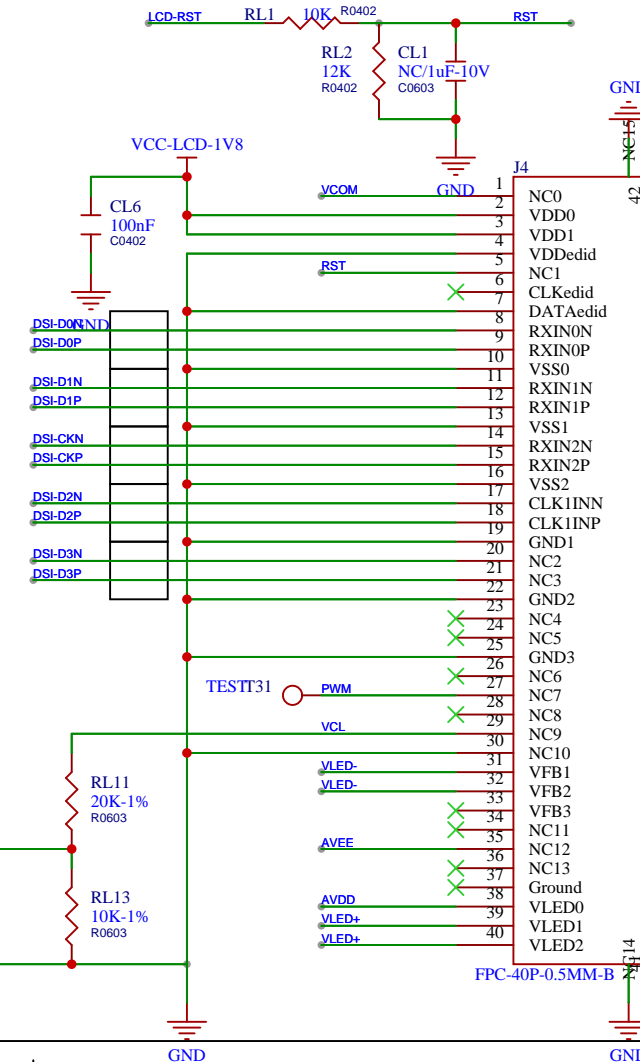 LCD-RST RL1 10K R0402 RST
RL2 CL1
12K NC/1uF-10V
R0402 C0603
GND
VCC-LCD-1V8
NC15
J4
GND
42
CL6
100nF
C0402
GND
VCOM 1 NC0
2 VDD0
3 VDD1
4 VDDedid
RST 5 NC1
6 CLKedid
7 DATAedid
DSI-D0N 8 RXIN0N
DSI-D0P 9 RXIN0P
10 VSS0
DSI-D1N 11 RXIN1N
DSI-D1P 12 RXIN1P
13 VSS1
DSI-CKN 14 RXIN2N
DSI-CKP 15 RXIN2P
16 VSS2
DSI-D2N 17 CLK1INN
DSI-D2P 18 CLK1INP
19 GND1
DSI-D3N 20 NC2
DSI-D3P 21 NC3
22 GND2
23 NC4
24 NC5
25 GND3
26 NC6
TEST T31 PWM 27 NC7
28 NC8
VCL 29 NC9
30 NC10
VLED- 31 VFB1
VLED- 32 VFB2
33 VFB3
34 NC11
AVEE 35 NC12
36 NC13
37 Ground
AVDD 38 VLED0
VLED+ 39 VLED1
VLED+ 40 VLED2
RL11
20K-1%
R0603
RL13
10K-1%
R0603
FPC-40P-0.5MM-B
NC14
GND